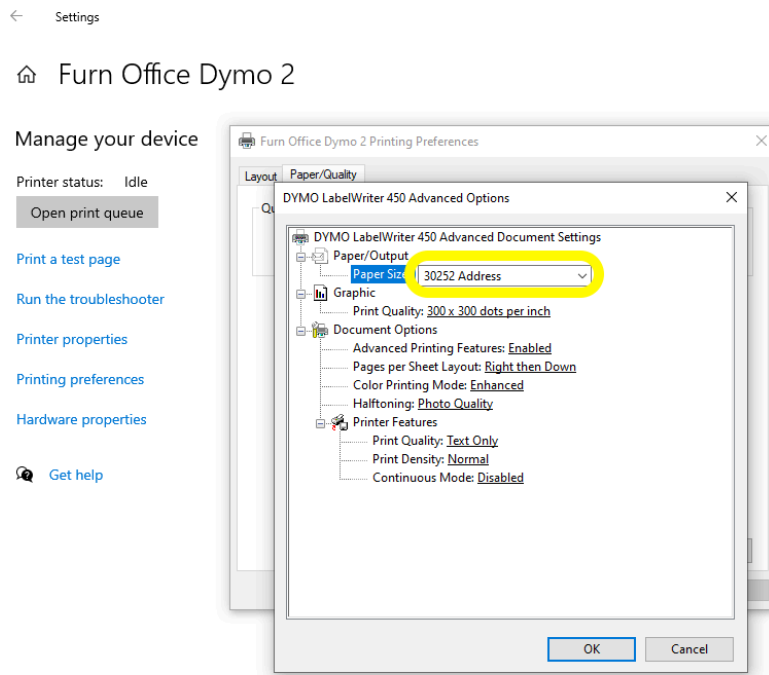 Settings
Furn Office Dymo 2
Manage your device
Printer status: Idle
Open print queue
Print a test page
Run the troubleshooter
Printer properties
Printing preferences
Hardware properties
Get help
Furn Office Dymo 2 Printing Preferences
Layout Paper/Quality
DYMO LabelWriter 450 Advanced Options
DYMO LabelWriter 450 Advanced Document Settings
Paper/Output
Paper Size 30252 Address
Graphic
Print Quality: 300 x 300 dots per inch
Document Options
Advanced Printing Features: Enabled
Pages per Sheet Layout: Right then Down
Color Printing Mode: Enhanced
Halftoning: Photo Quality
Printer Features
Print Quality: Text Only
Print Density: Normal
Continuous Mode: Disabled
OK Cancel